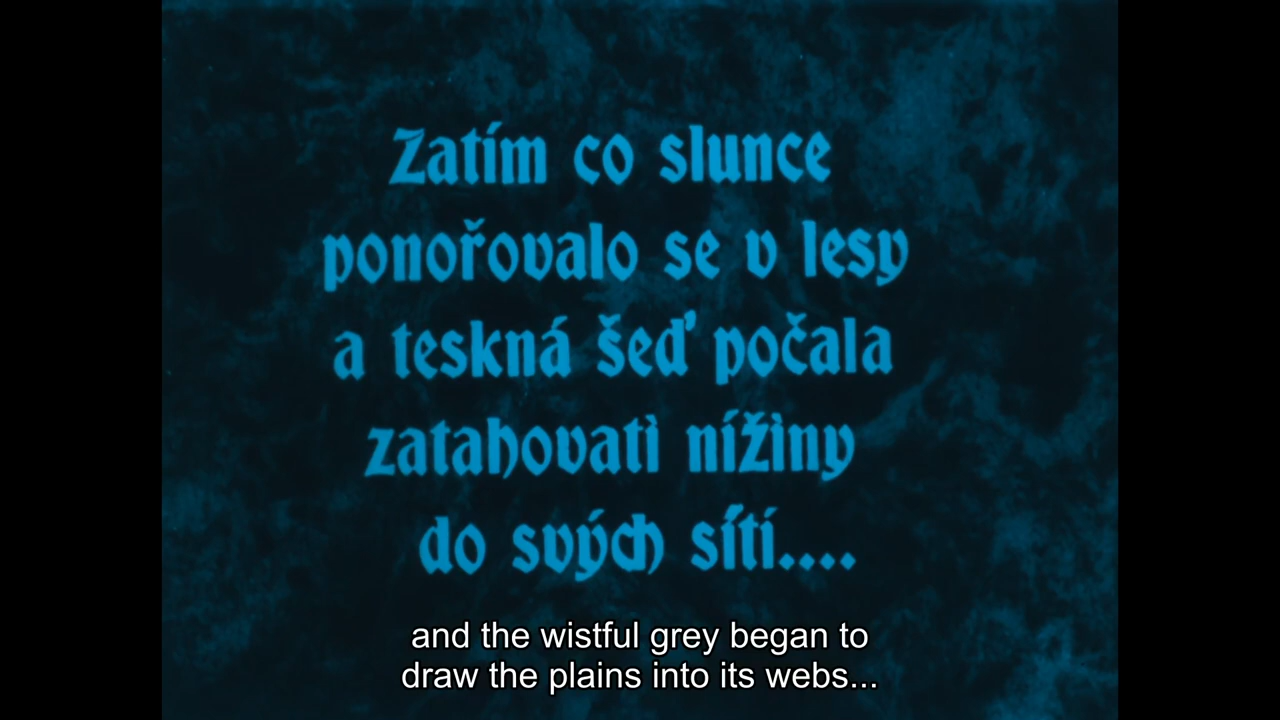 Zatím co slunce
ponořovalo se v lesy
a teskná šeď počala
zatahovati nížiny
do svých sítí....
and the wistful grey began to
draw the plains into its webs...